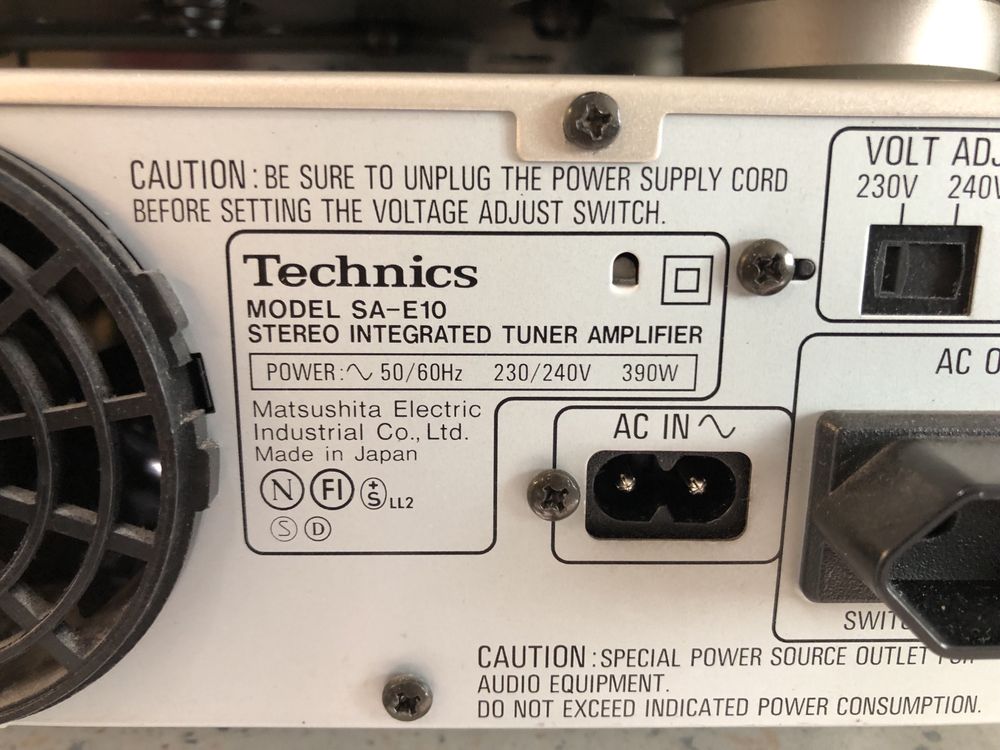 CAUTION : BE SURE TO UNPLUG THE POWER SUPPLY CORD
BEFORE SETTING THE VOLTAGE ADJUST SWITCH.
VOLT ADJ
230V 240V
Technics
MODEL SA-E10
STEREO INTEGRATED TUNER AMPLIFIER
POWER:∿ 50/60Hz 230/240V 390W
Matsushita Electric
Industrial Co., Ltd.
Made in Japan
N FI +S LL2
S D
AC IN ∿
AC O
SWITC
CAUTION : SPECIAL POWER SOURCE OUTLET FOR
AUDIO EQUIPMENT.
DO NOT EXCEED INDICATED POWER CONSUMPTION.